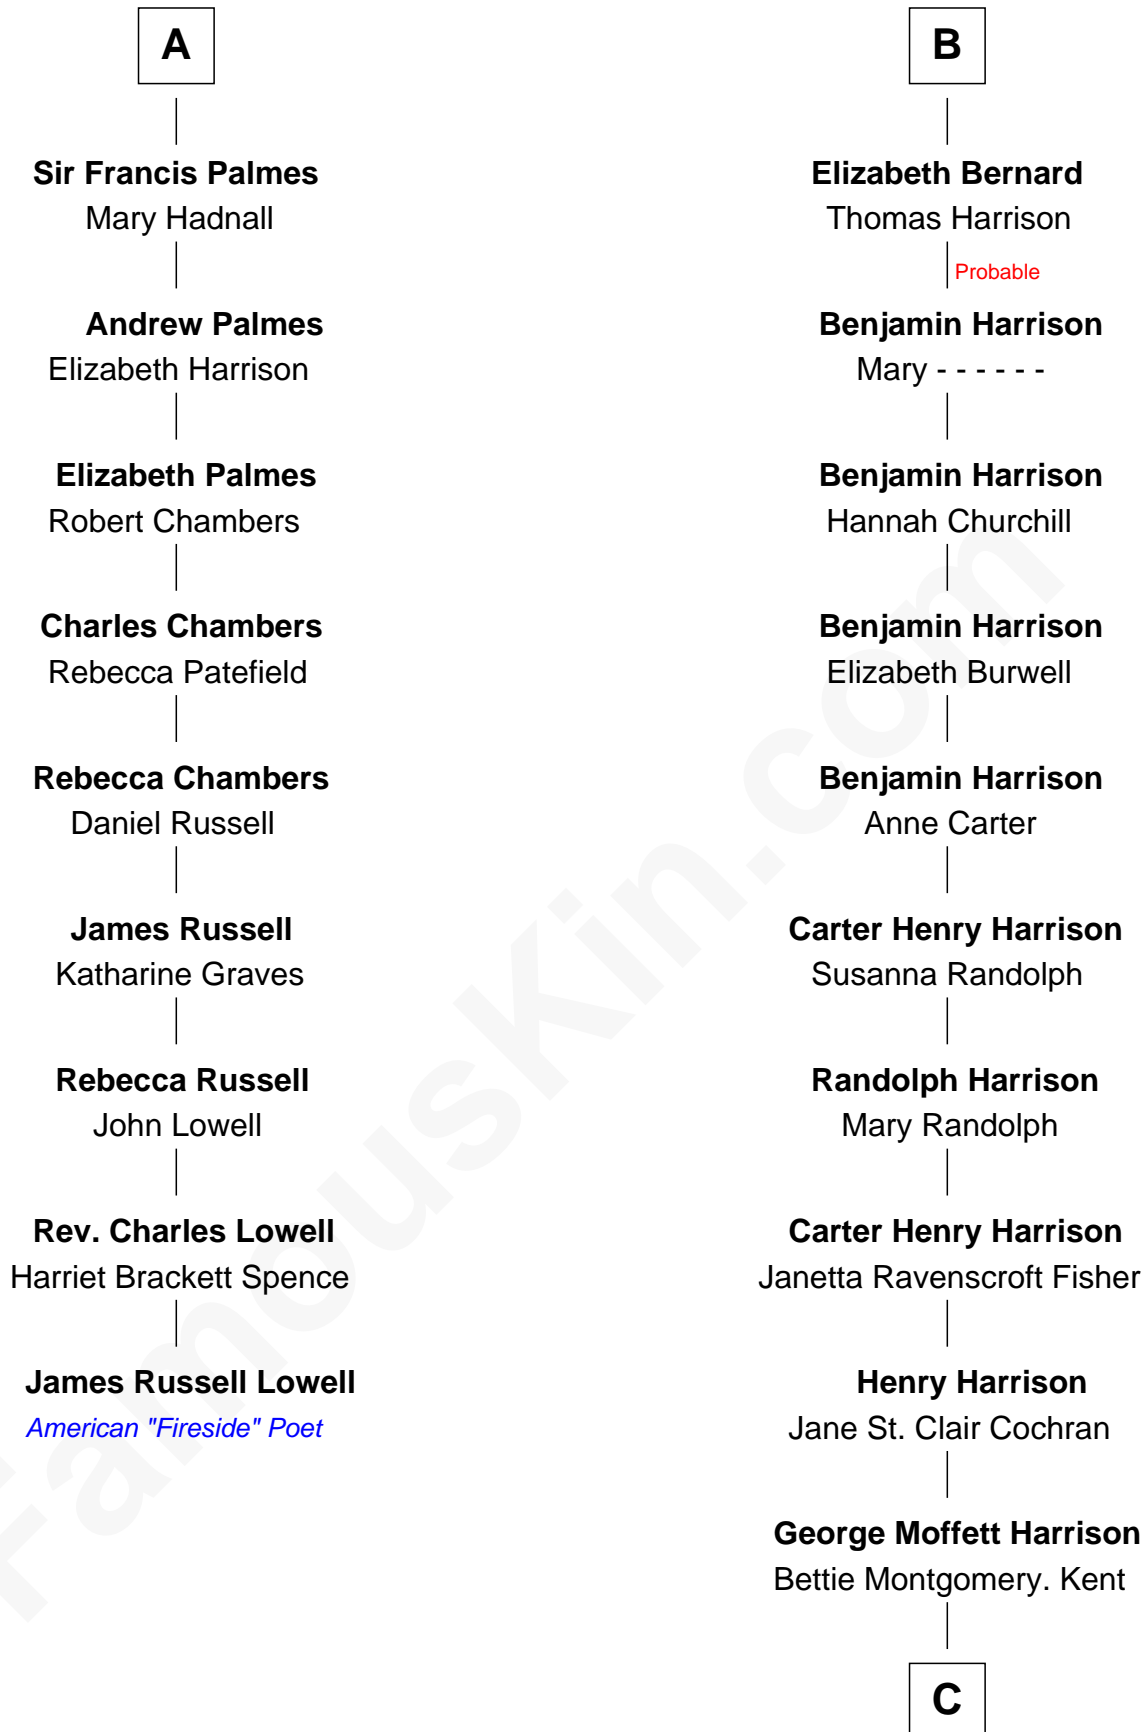 A
Sir Francis Palmes
Mary Hadnall
Andrew Palmes
Elizabeth Harrison
Elizabeth Palmes
Robert Chambers
Charles Chambers
Rebecca Patefield
Rebecca Chambers
Daniel Russell
James Russell
Katharine Graves
Rebecca Russell
John Lowell
Rev. Charles Lowell
Harriet Brackett Spence
James Russell Lowell
American "Fireside" Poet
B
Elizabeth Bernard
Thomas Harrison
Probable
Benjamin Harrison
Mary - - - - - -
Benjamin Harrison
Hannah Churchill
Benjamin Harrison
Elizabeth Burwell
Benjamin Harrison
Anne Carter
Carter Henry Harrison
Susanna Randolph
Randolph Harrison
Mary Randolph
Carter Henry Harrison
Janetta Ravenscroft Fisher
Henry Harrison
Jane St. Clair Cochran
George Moffett Harrison
Bettie Montgomery. Kent
C
FamousKin.com